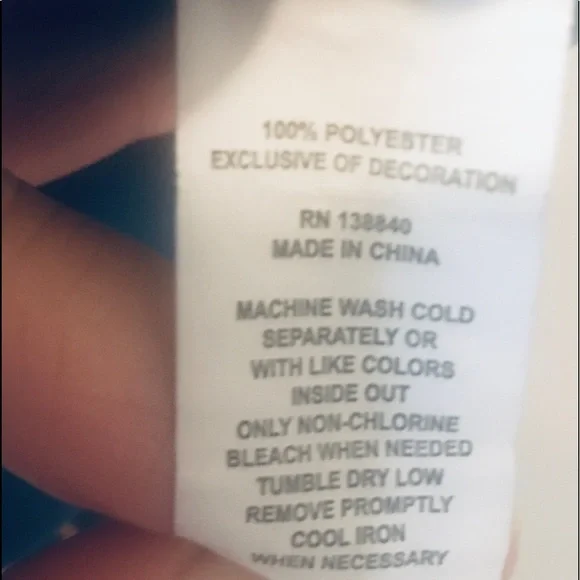 100% POLYESTER
EXCLUSIVE OF DECORATION
RN 138840
MADE IN CHINA
MACHINE WASH COLD
SEPARATELY OR
WITH LIKE COLORS
INSIDE OUT
ONLY NON-CHLORINE
BLEACH WHEN NEEDED
TUMBLE DRY LOW
REMOVE PROMPTLY
COOL IRON
WHEN NECESSARY